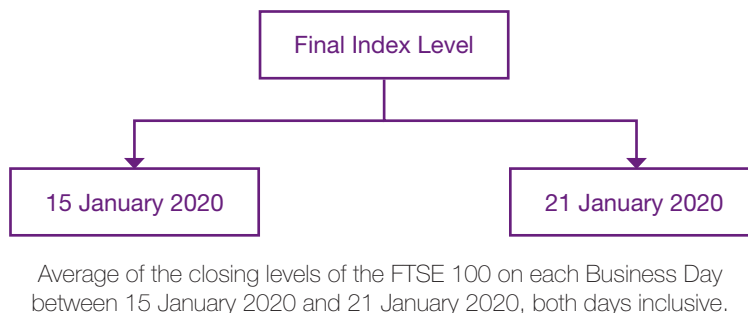 Final Index Level
15 January 2020
21 January 2020
Average of the closing levels of the FTSE 100 on each Business Day
between 15 January 2020 and 21 January 2020, both days inclusive.